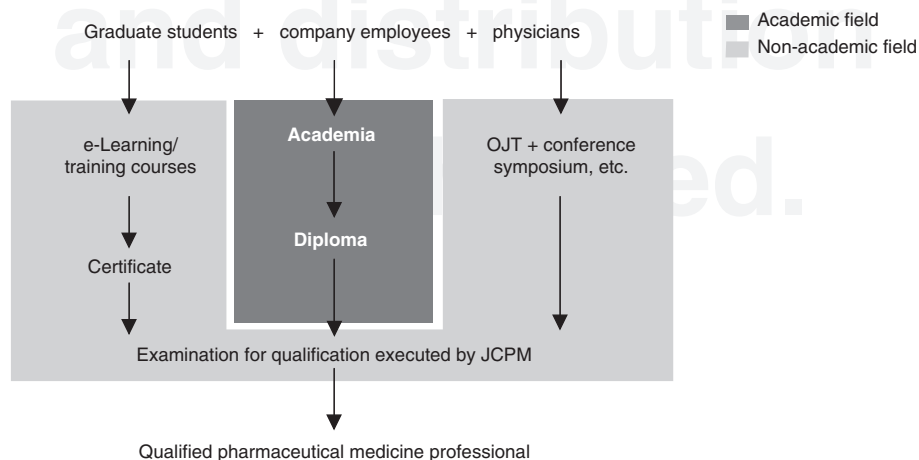 Graduate students + company employees + physicians
Academic field
Non-academic field
and distribution
e-Learning/
training courses
Academia
OJT + conference
symposium, etc.
ed.
Diploma
Certificate
Examination for qualification executed by JCPM
Qualified pharmaceutical medicine professional